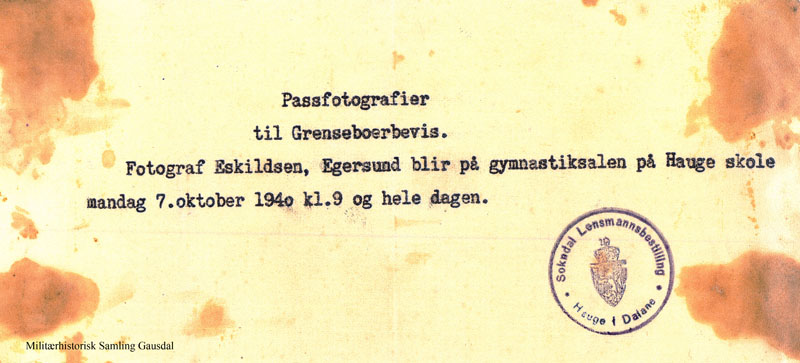 Passfotografier
til Grenseboerbevis.
Fotograf Eskildsen, Egersund blir på gymnastiksalen på Hauge skole
mandag 7.oktober 194o kl.9 og hele dagen.
Sokndal Lensmannsbestilling
Hauge i Dalane
Militærhistorisk Samling Gausdal